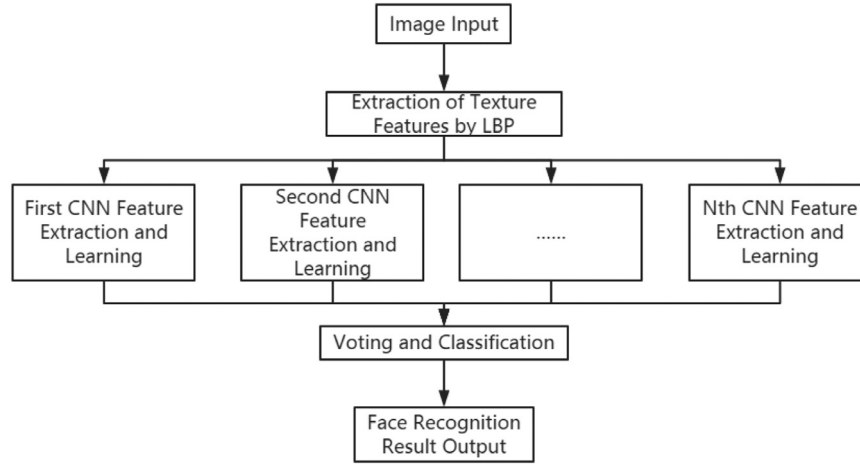 Image Input
Extraction of Texture
Features by LBP
First CNN Feature
Extraction and
Learning
Second CNN
Feature
Extraction and
Learning
......
Nth CNN Feature
Extraction and
Learning
Voting and Classification
Face Recognition
Result Output